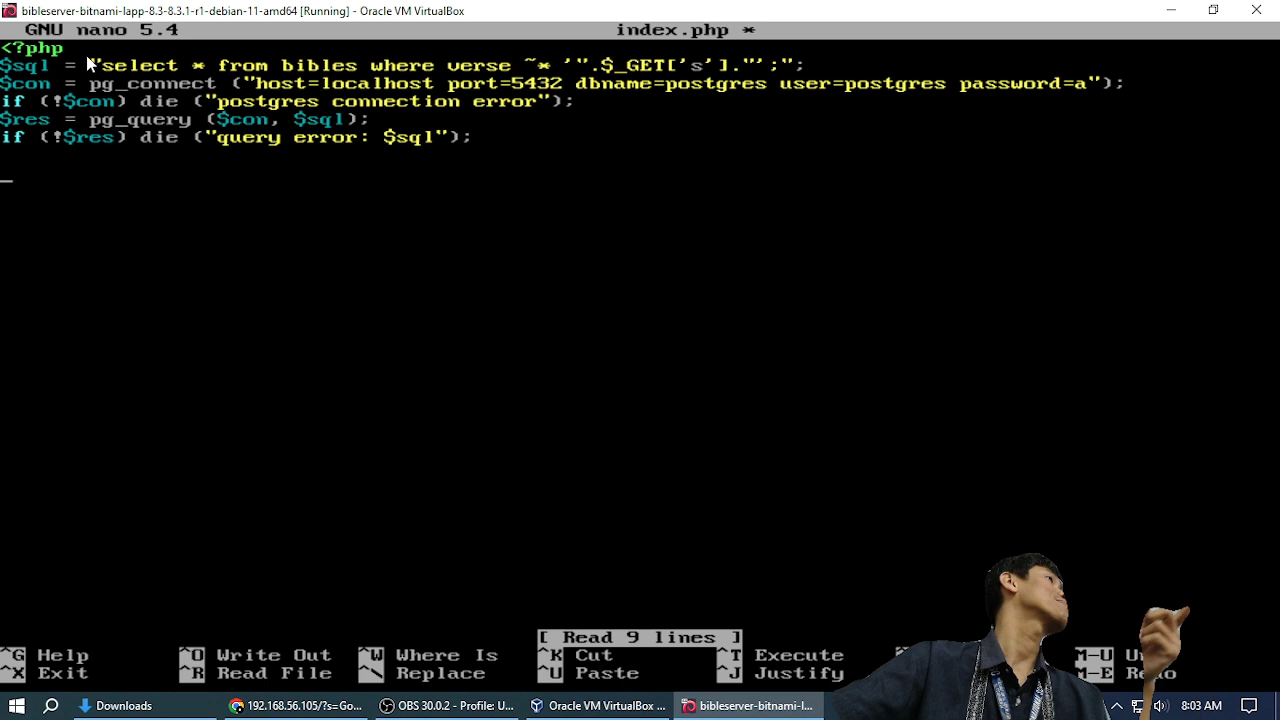 bibleserver-bitnami-lapp-8.3-8.3.1-r1-debian-11-amd64 [Running] - Oracle VM VirtualBox
GNU nano 5.4 index.php *
<?php
$sql = "select * from bibles where verse ~* '".$_GET['s']."';";
$con = pg_connect ("host=localhost port=5432 dbname=postgres user=postgres password=a");
if (!$con) die ("postgres connection error");
$res = pg_query ($con, $sql);
if (!$res) die ("query error: $sql");
[ Read 9 lines ]
^G Help ^O Write Out ^W Where Is ^K Cut ^T Execute M-U
^X Exit ^R Read File ^\ Replace ^U Paste ^J Justify M-E
Downloads 192.168.56.105/?s=Go... OBS 30.0.2 - Profile: U... Oracle VM VirtualBox ... bibleserver-bitnami-l... 8:03 AM